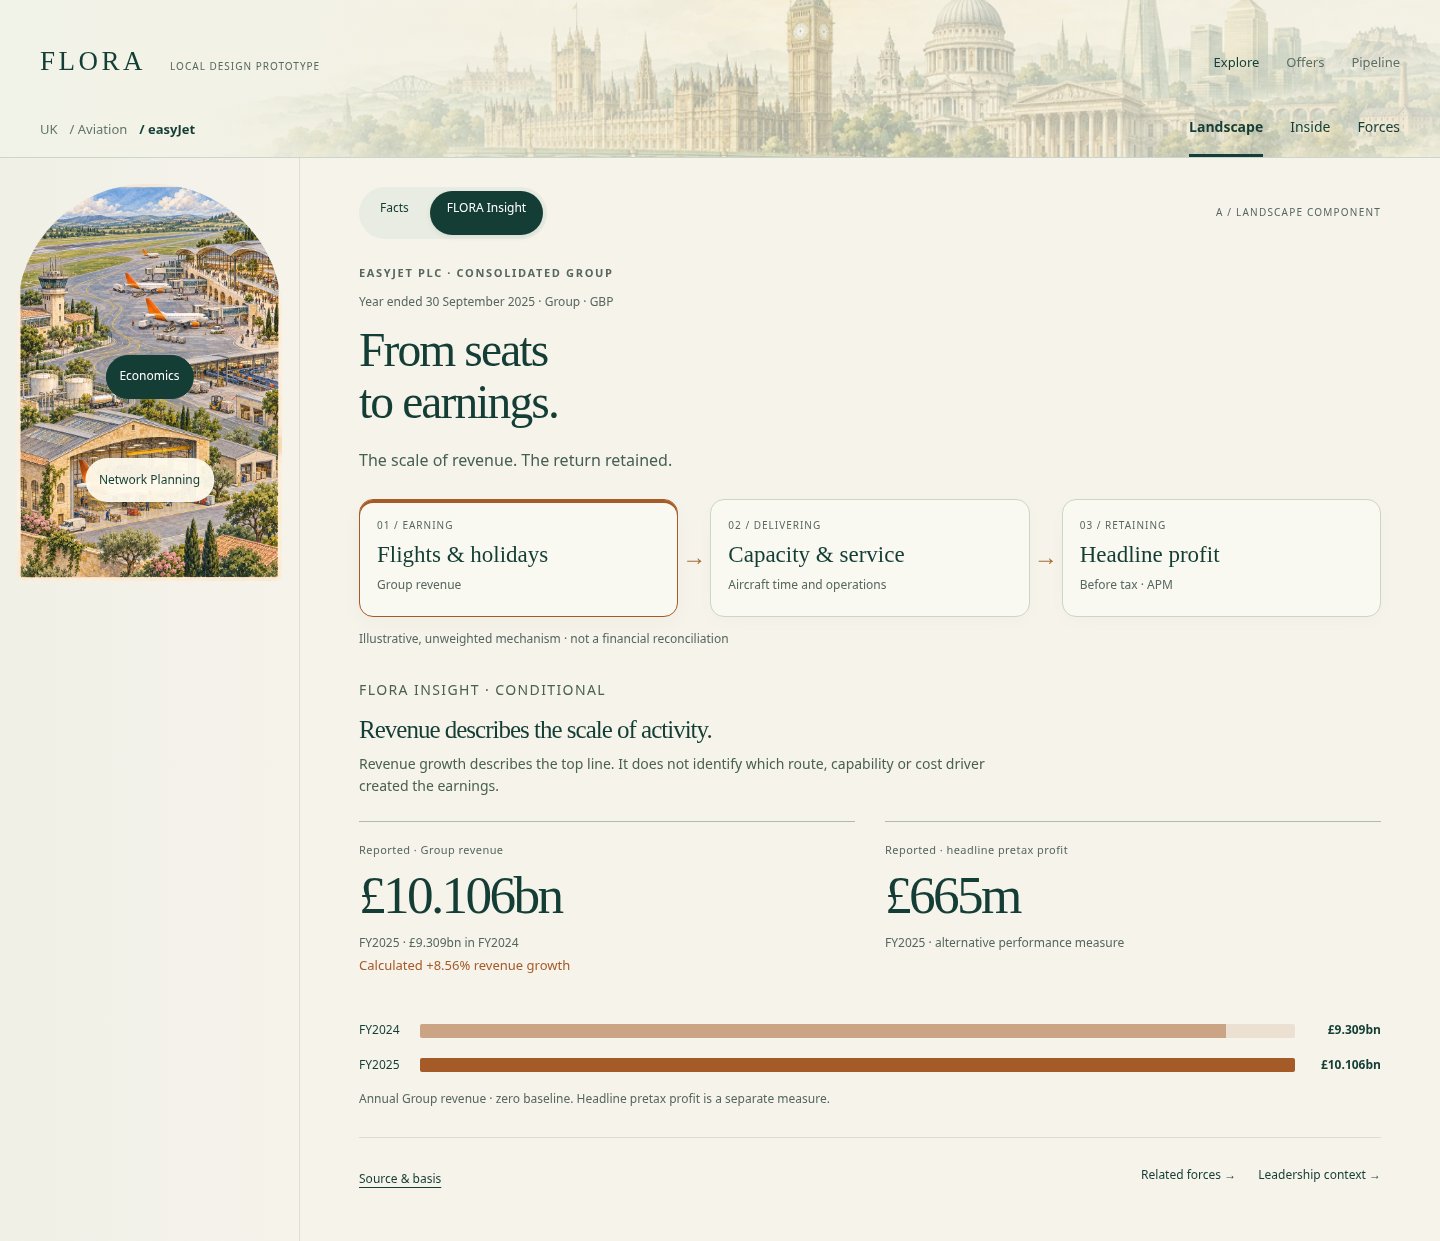 FLORA
LOCAL DESIGN PROTOTYPE
Explore
Offers
Pipeline
UK / Aviation / easyJet
Landscape
Inside
Forces
Economics
Network Planning
Facts
FLORA Insight
A / LANDSCAPE COMPONENT
EASYJET PLC · CONSOLIDATED GROUP
Year ended 30 September 2025 · Group · GBP
From seats
to earnings.
The scale of revenue. The return retained.
01 / EARNING
Flights & holidays
Group revenue
→
02 / DELIVERING
Capacity & service
Aircraft time and operations
→
03 / RETAINING
Headline profit
Before tax · APM
Illustrative, unweighted mechanism · not a financial reconciliation
FLORA INSIGHT · CONDITIONAL
Revenue describes the scale of activity.
Revenue growth describes the top line. It does not identify which route, capability or cost driver
created the earnings.
Reported · Group revenue
£10.106bn
FY2025 · £9.309bn in FY2024
Calculated +8.56% revenue growth
Reported · headline pretax profit
£665m
FY2025 · alternative performance measure
FY2024 £9.309bn
FY2025 £10.106bn
Annual Group revenue · zero baseline. Headline pretax profit is a separate measure.
Source & basis
Related forces →
Leadership context →